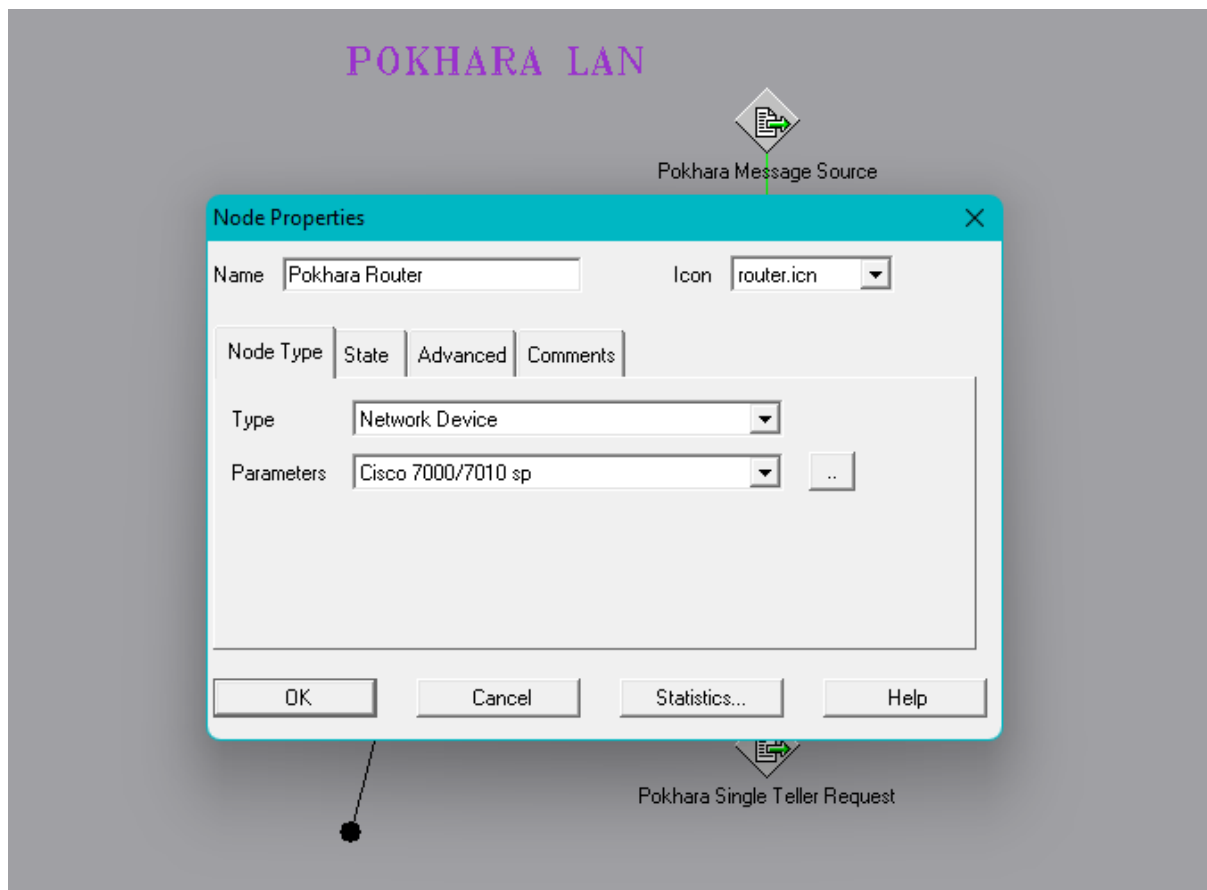 POKHARA LAN
Pokhara Message Source
Node Properties
Name Pokhara Router Icon router.icn
Node Type State Advanced Comments
Type Network Device
Parameters Cisco 7000/7010 sp ..
OK Cancel Statistics... Help
Pokhara Single Teller Request